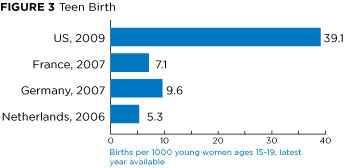 FIGURE 3 Teen Birth
US, 2009 39.1
France, 2007 7.1
Germany, 2007 9.6
Netherlands, 2006 5.3
0 10 20 30 40
Births per 1000 young women ages 15-19, latest
year available